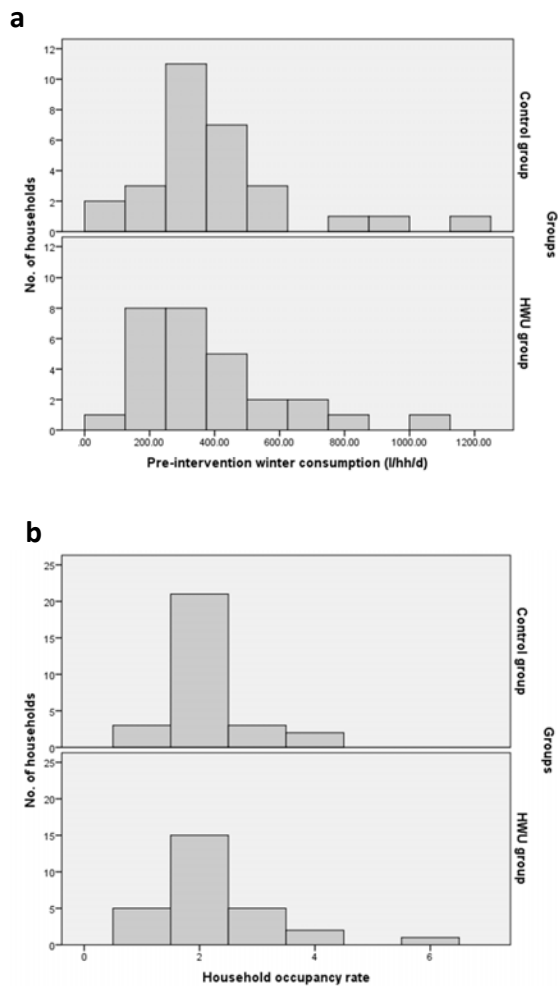 a
12
10
8
6
4
2
0
Control group
12
10
8
6
4
2
0
HWU group
No. of households
Groups
.00 200.00 400.00 600.00 800.00 1000.00 1200.00
Pre-intervention winter consumption (l/hh/d)
b
25
20
15
10
5
0
Control group
25
20
15
10
5
0
HWU group
No. of households
Groups
0 2 4 6
Household occupancy rate